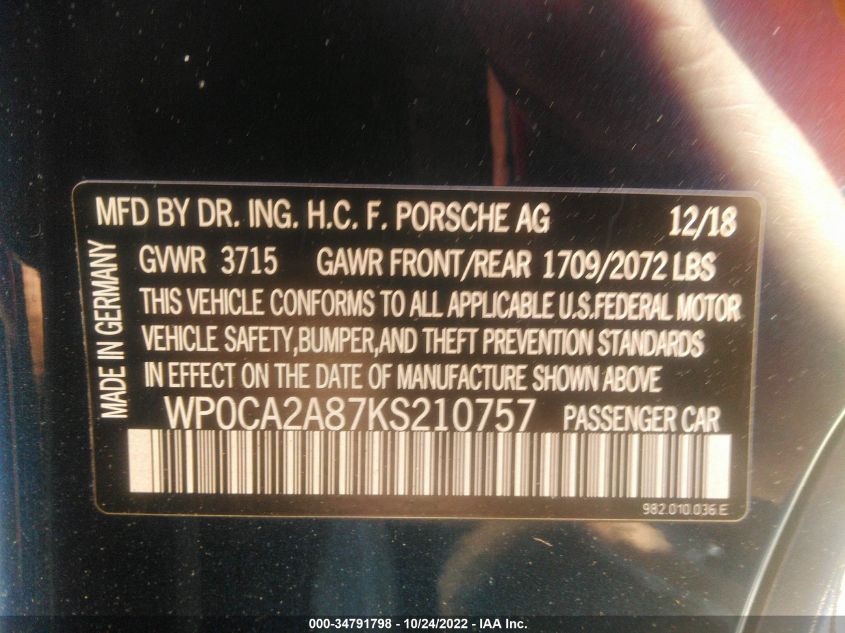 MFD BY DR. ING. H.C. F. PORSCHE AG 12/18
MADE IN GERMANY
GVWR 3715 GAWR FRONT/REAR 1709/2072 LBS
THIS VEHICLE CONFORMS TO ALL APPLICABLE U.S.FEDERAL MOTOR
VEHICLE SAFETY,BUMPER,AND THEFT PREVENTION STANDARDS
IN EFFECT ON THE DATE OF MANUFACTURE SHOWN ABOVE
WP0CA2A87KS210757 PASSENGER CAR
982.010.036.E
000-34791798 - 10/24/2022 - IAA Inc.